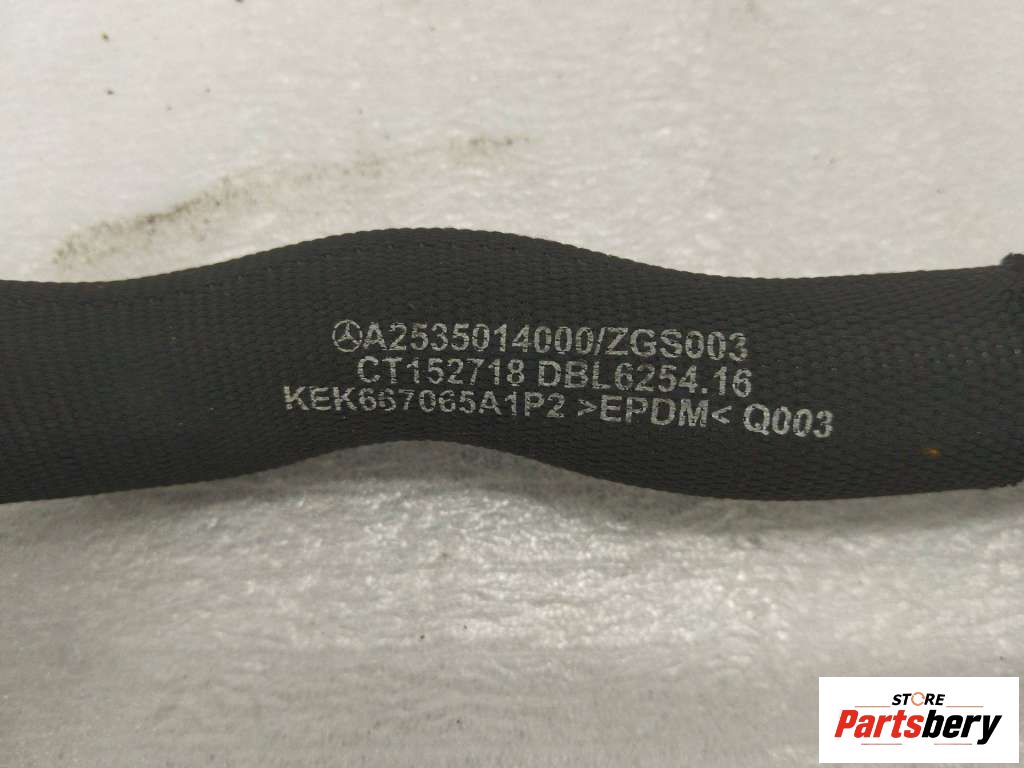 A2535014000/ZGS003
CT152718 DBL6254.16
KEK667065A1P2 >EPDM< Q003
STORE
Partsbery